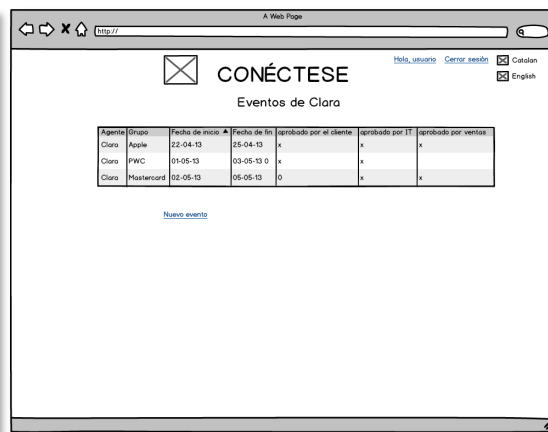 A Web Page
http://
Hola, usuario Cerrar sesión Catalan
English
CONÉCTESE
Eventos de Clara
Agente Grupo Fecha de inicio ▲ Fecha de fin aprobado por el cliente aprobado por IT aprobado por ventas
Clara Apple 22-04-13 25-04-13 x x x
Clara PWC 01-05-13 03-05-13 0 x x
Clara Mastercard 02-05-13 05-05-13 0 x x
Nuevo evento